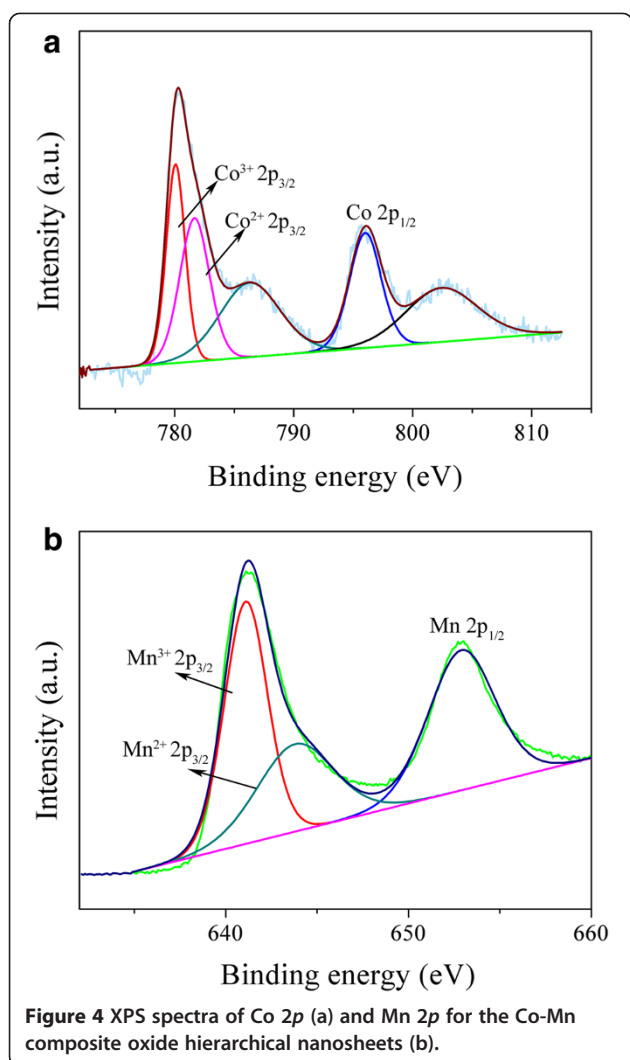 a
Intensity (a.u.)
Co³⁺ 2p₃/₂
Co²⁺ 2p₃/₂
Co 2p₁/₂
780 790 800 810
Binding energy (eV)
b
Intensity (a.u.)
Mn³⁺ 2p₃/₂
Mn²⁺ 2p₃/₂
Mn 2p₁/₂
640 650 660
Binding energy (eV)
Figure 4 XPS spectra of Co 2p (a) and Mn 2p for the Co-Mn
composite oxide hierarchical nanosheets (b).